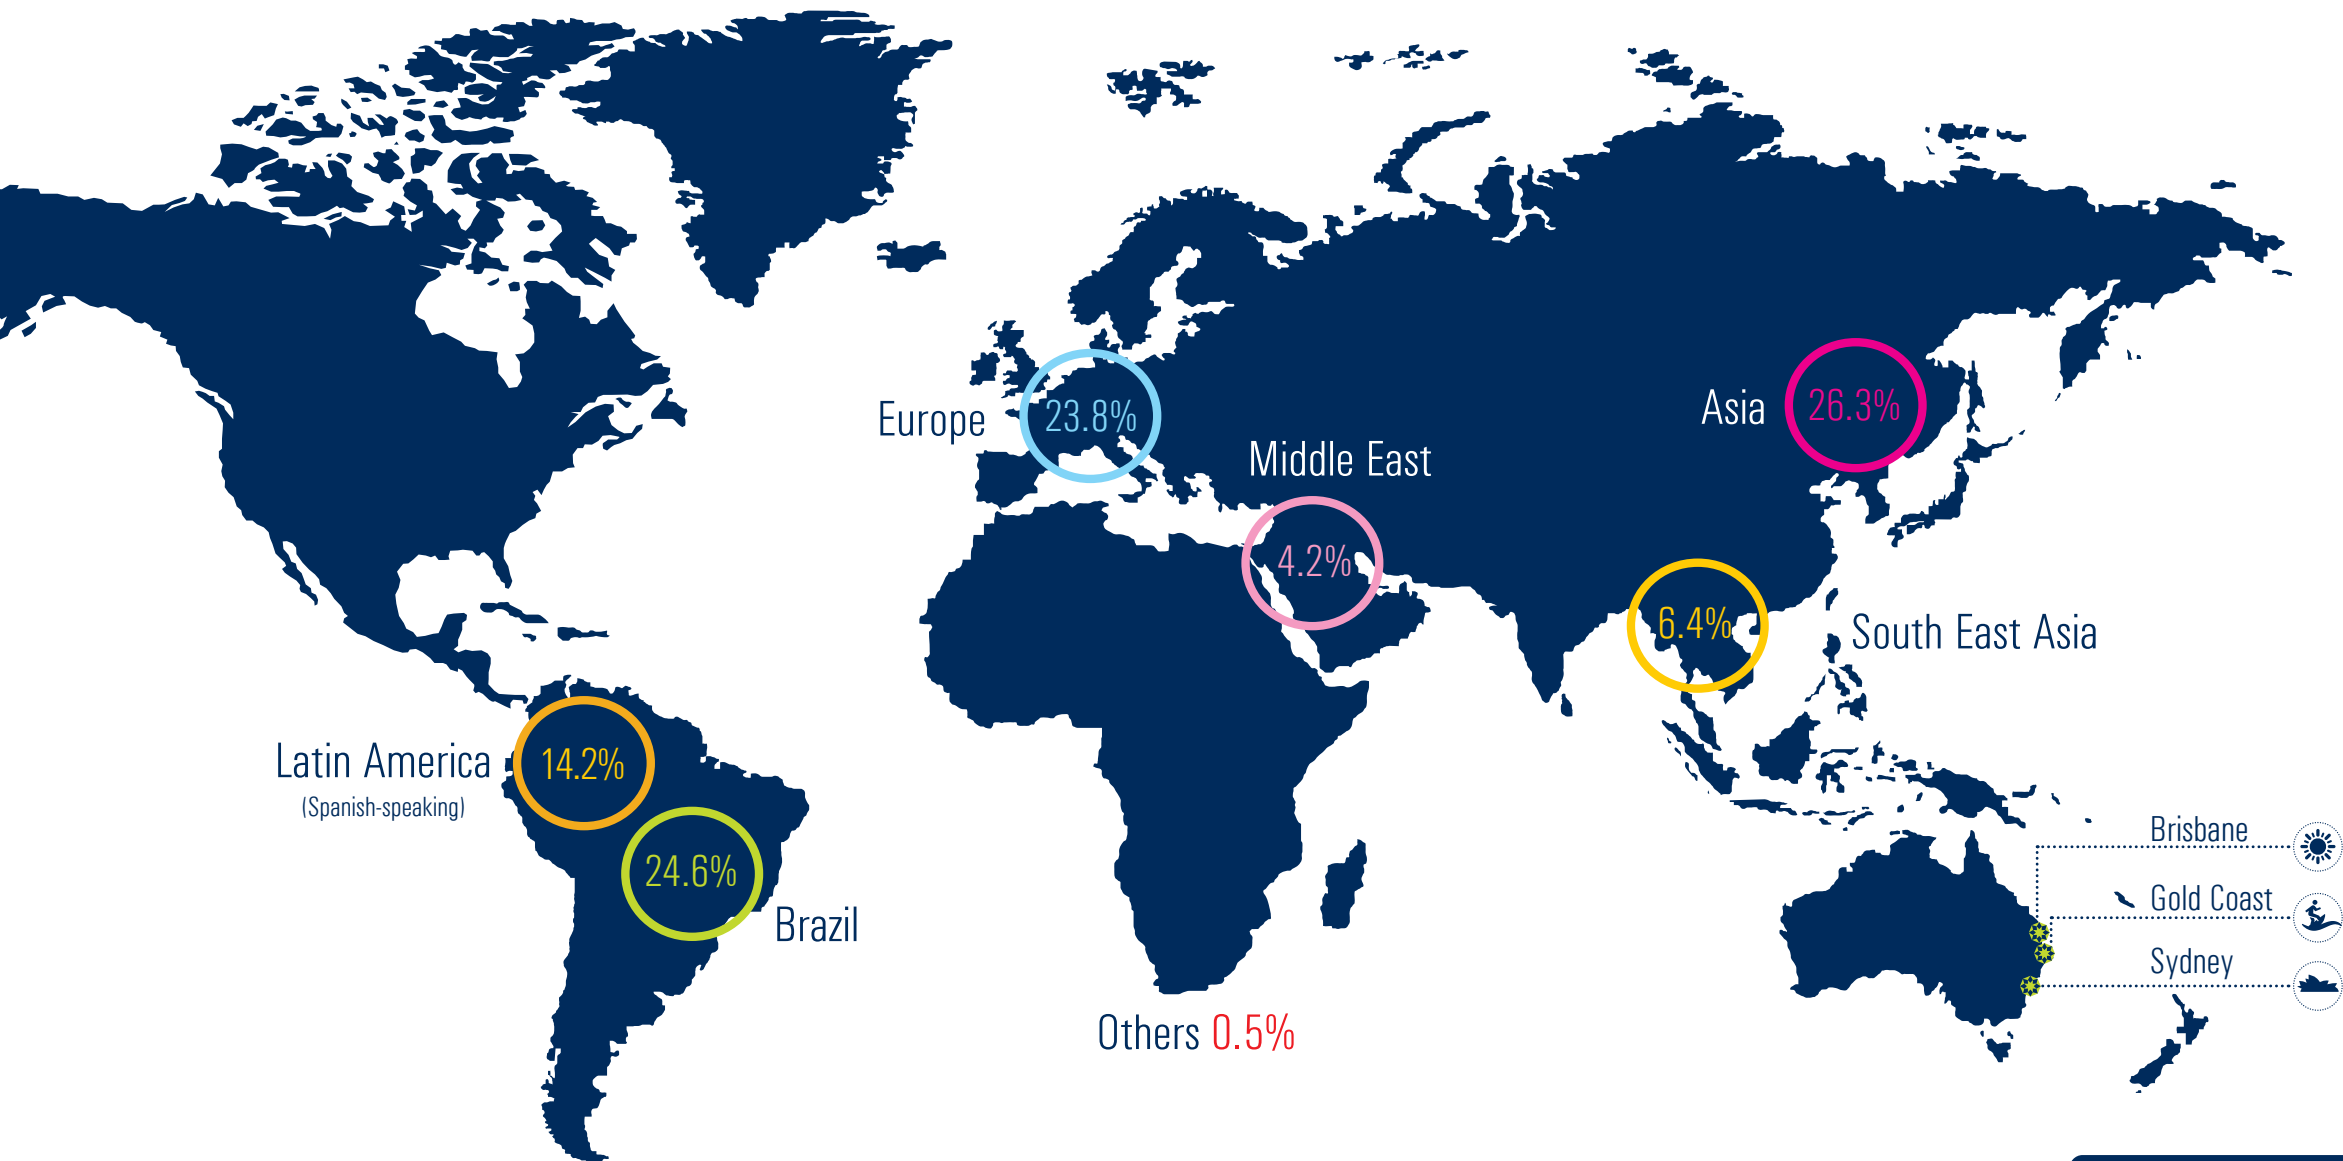 Europe
23.8%
Asia
26.3%
Middle East
4.2%
6.4%
South East Asia
Latin America
(Spanish-speaking)
14.2%
24.6%
Brazil
Brisbane
Gold Coast
Sydney
Others 0.5%